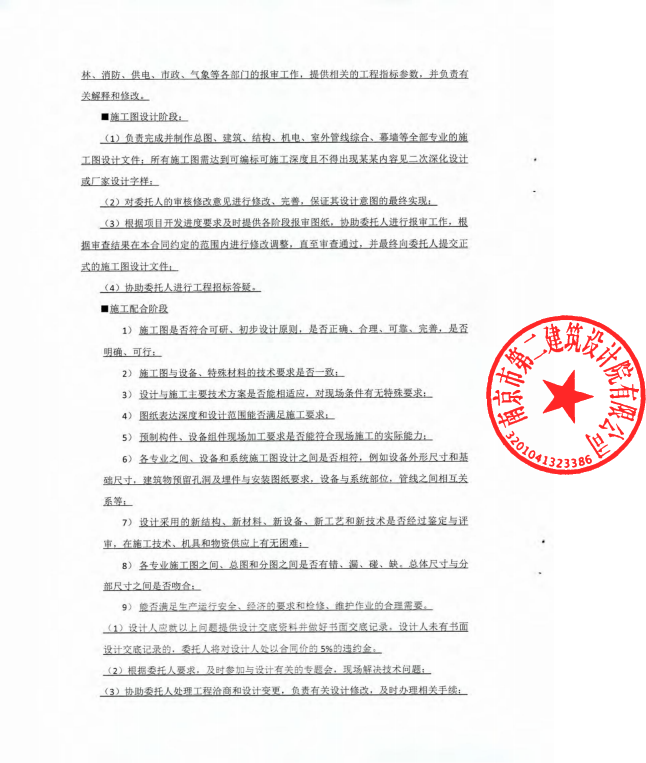 林、消防、供电、市政、气象等各部门的报审工作，提供相关的工程指标参数，并负责有
关解释和修改。
■施工图设计阶段：
（1）负责完成并制作总图、建筑、结构、机电、室外管线综合、幕墙等全部专业的施
工图设计文件；所有施工图需达到可编标可施工深度且不得出现某某内容见二次深化设计
或厂家设计字样；
（2）对委托人的审核修改意见进行修改、完善，保证其设计意图的最终实现；
（3）根据项目开发进度要求及时提供各阶段报审图纸，协助委托人进行报审工作，根
据审查结果在本合同约定的范围内进行修改调整，直至审查通过，并最终向委托人提交正
式的施工图设计文件；
（4）协助委托人进行工程招标答疑。
■施工配合阶段
1） 施工图是否符合可研、初步设计原则，是否正确、合理、可靠、完善，是否
明确、可行；
2） 施工图与设备、特殊材料的技术要求是否一致；
3） 设计与施工主要技术方案是否能相适应，对现场条件有无特殊要求；
4） 图纸表达深度和设计范围能否满足施工要求；
5） 预制构件、设备组件现场加工要求是否能符合现场施工的实际能力；
6） 各专业之间、设备和系统施工图设计之间是否相符，例如设备外形尺寸和基
础尺寸，建筑物预留孔洞及埋件与安装图纸要求，设备与系统部位，管线之间相互关
系等；
7） 设计采用的新结构、新材料、新设备、新工艺和新技术是否经过鉴定与评
审，在施工技术、机具和物资供应上有无困难；
8） 各专业施工图之间、总图和分图之间是否有错、漏、碰、缺。总体尺寸与分
部尺寸之间是否吻合；
9） 能否满足生产运行安全、经济的要求和检修、维护作业的合理需要。
（1）设计人应就以上问题提供设计交底资料并做好书面交底记录。设计人未有书面
设计交底记录的，委托人将对设计人处以合同价的 5%的违约金。
（2）根据委托人要求，及时参加与设计有关的专题会，现场解决技术问题；
（3）协助委托人处理工程洽商和设计变更，负责有关设计修改，及时办理相关手续；
南京市第二建筑设计院有限公司
3201041323386